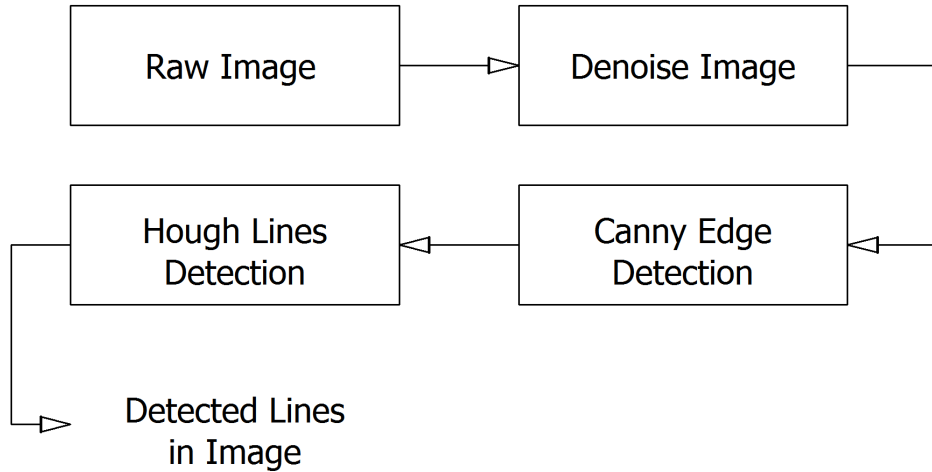 Raw Image
Denoise Image
Canny Edge
Detection
Hough Lines
Detection
Detected Lines
in Image